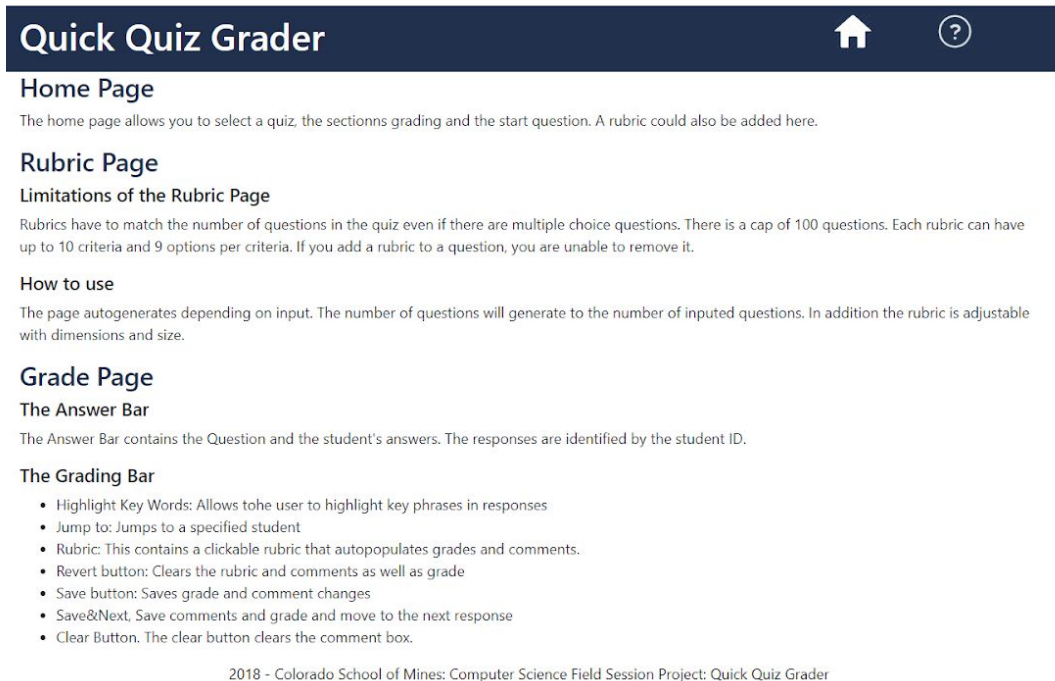 Quick Quiz Grader
?
Home Page
The home page allows you to select a quiz, the sectionns grading and the start question. A rubric could also be added here.
Rubric Page
Limitations of the Rubric Page
Rubrics have to match the number of questions in the quiz even if there are multiple choice questions. There is a cap of 100 questions. Each rubric can have
up to 10 criteria and 9 options per criteria. If you add a rubric to a question, you are unable to remove it.
How to use
The page autogenerates depending on input. The number of questions will generate to the number of inputed questions. In addition the rubric is adjustable
with dimensions and size.
Grade Page
The Answer Bar
The Answer Bar contains the Question and the student's answers. The responses are identified by the student ID.
The Grading Bar
• Highlight Key Words: Allows tohe user to highlight key phrases in responses
• Jump to: Jumps to a specified student
• Rubric: This contains a clickable rubric that autopopulates grades and comments.
• Revert button: Clears the rubric and comments as well as grade
• Save button: Saves grade and comment changes
• Save&Next, Save comments and grade and move to the next response
• Clear Button. The clear button clears the comment box.
2018 - Colorado School of Mines: Computer Science Field Session Project: Quick Quiz Grader